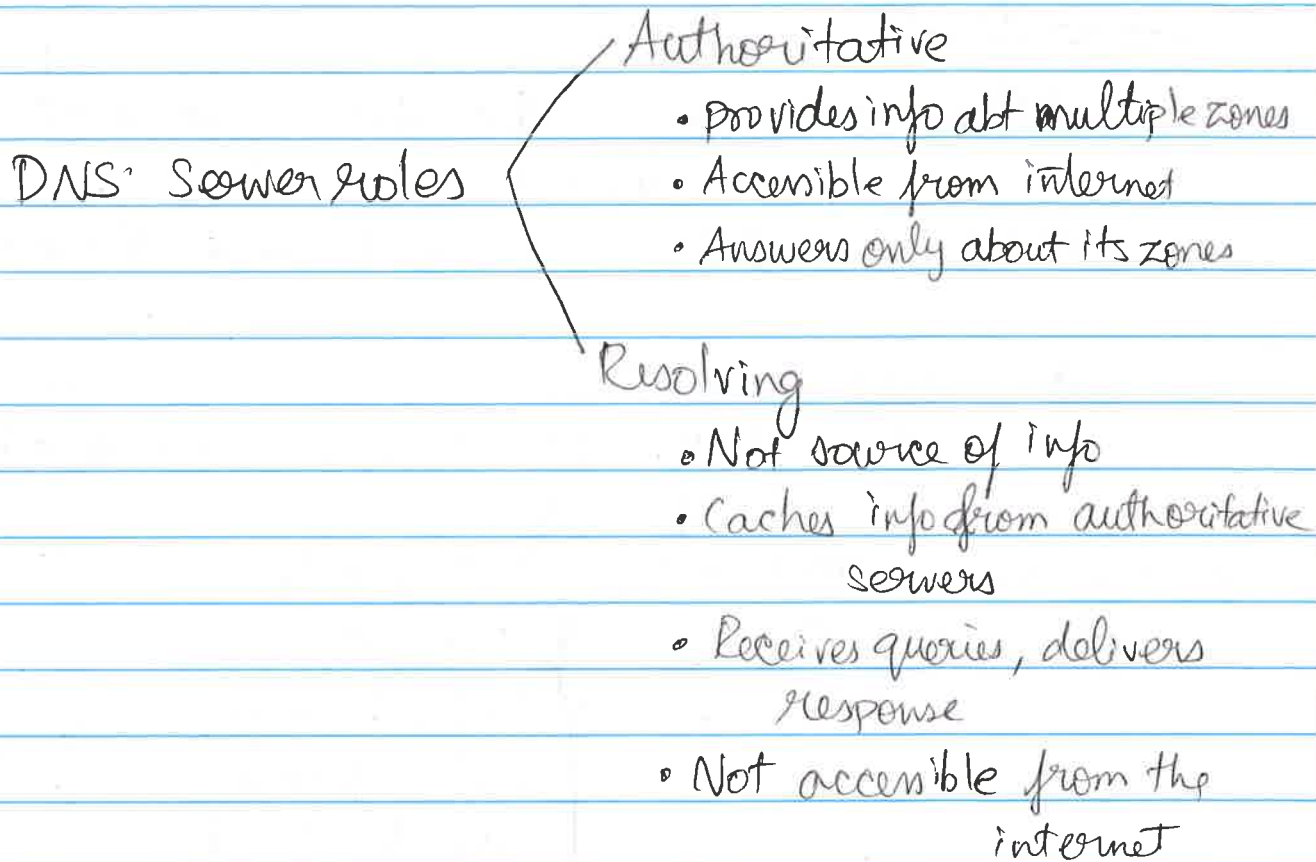 Authoritative
• provides info abt multiple zones
DNS Server roles
• Accessible from internet
• Answers only about its zones
Resolving
• Not source of info
• Caches info from authoritative
servers
• Receives queries, delivers
response
• Not accessible from the
internet